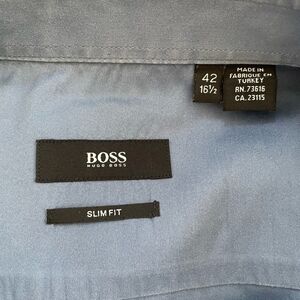 42
16½
MADE IN
FABRIQUE EN
TURKEY
RN.73616
CA.23115
BOSS
HUGO BOSS
SLIM FIT